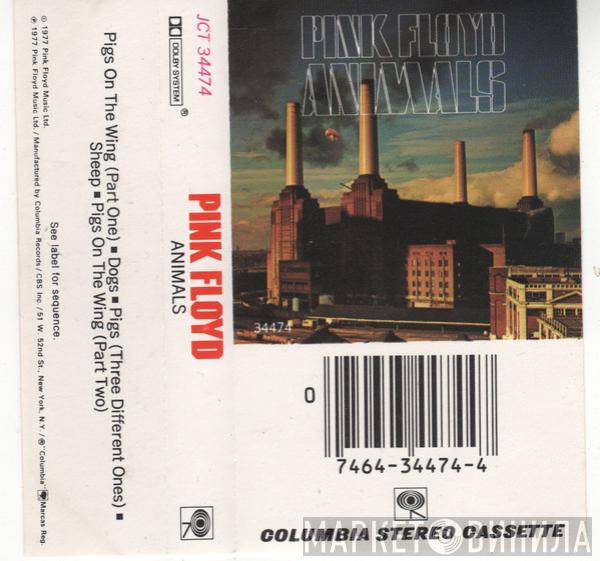 © 1977 Pink Floyd Music Ltd.
℗ 1977 Pink Floyd Music Ltd. / Manufactured by Columbia Records / CBS Inc. / 51 W. 52nd St., New York, N.Y. / ® "Columbia" Marcas Reg.
See label for sequence.
Pigs On The Wing (Part One) ■ Dogs ■ Pigs (Three Different Ones) ■
Sheep ■ Pigs On The Wing (Part Two)
JCT 34474
DOLBY SYSTEM ®
PINK FLOYD
ANIMALS
PINK FLOYD
ANIMALS
34474
0
7464-34474-4
COLUMBIA STEREO CASSETTE
МАРКЕТ ВИНИЛА